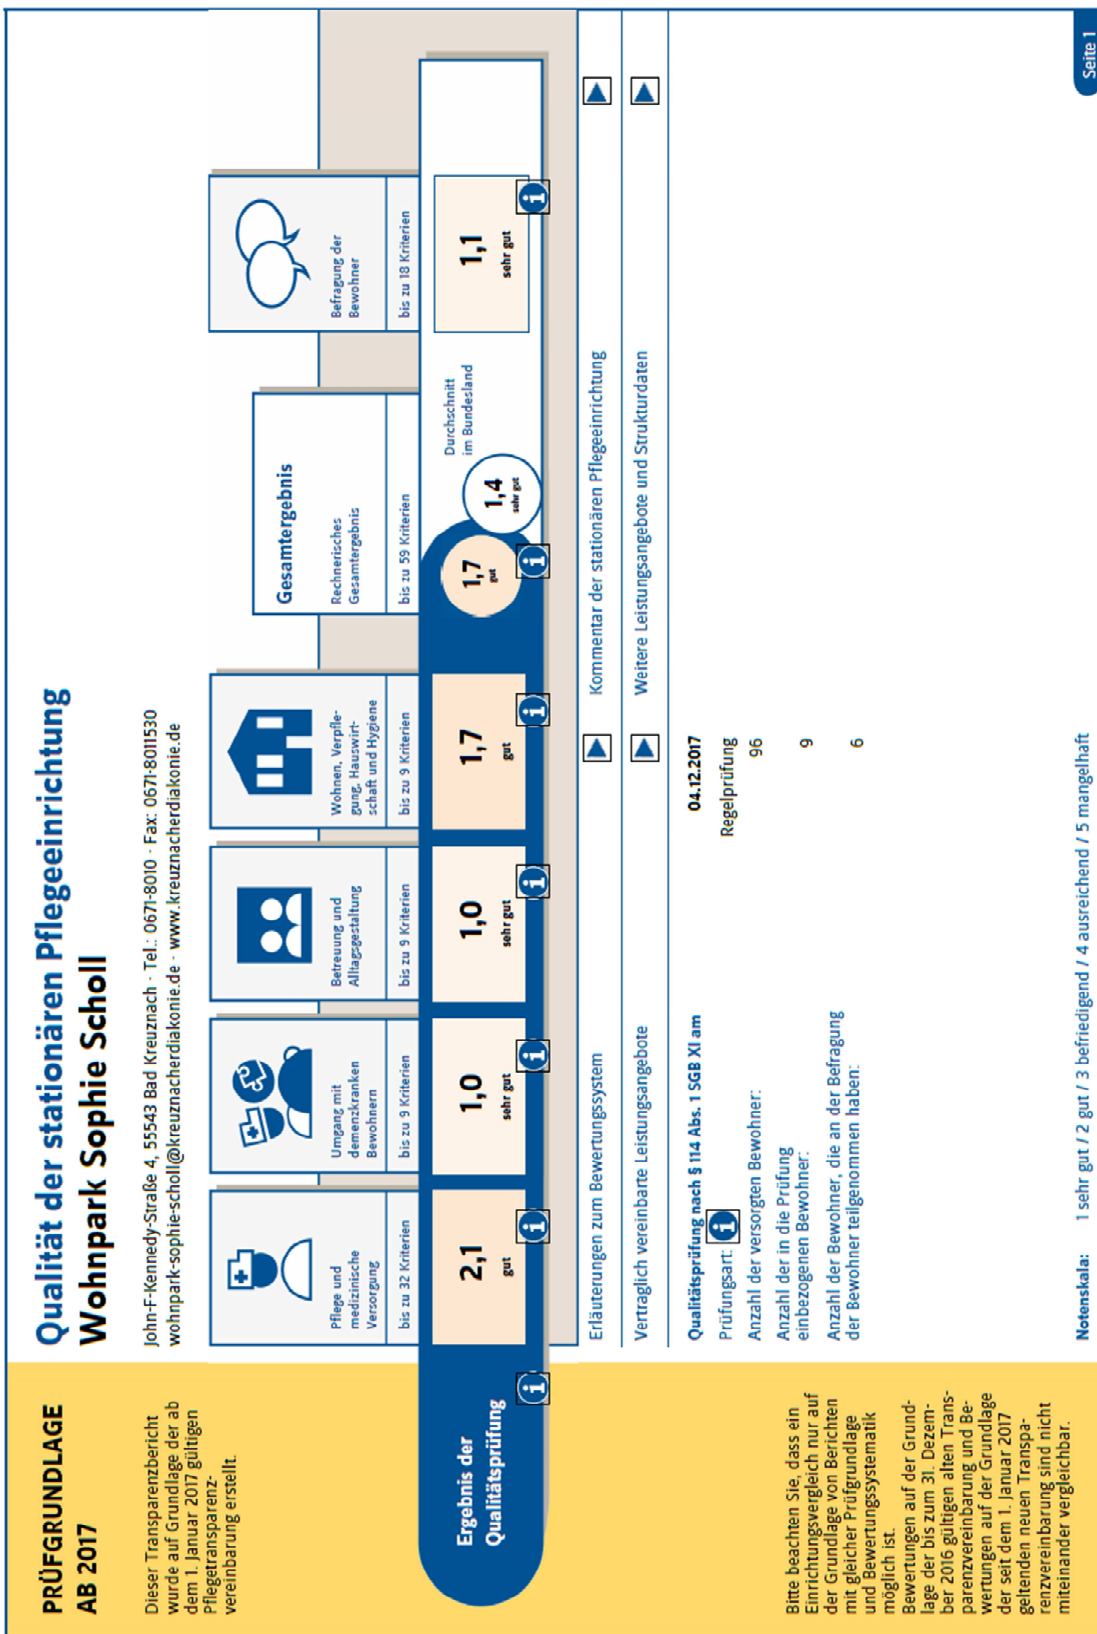 PRÜFGRUNDLAGE
AB 2017
Dieser Transparenzbericht
wurde auf Grundlage der ab
dem 1. Januar 2017 gültigen
Pflegetransparenz-
vereinbarung erstellt.
Qualität der stationären Pflegeeinrichtung
Wohnpark Sophie Scholl
John-F-Kennedy-Straße 4, 55543 Bad Kreuznach · Tel.: 0671-8010 · Fax: 0671-8011530
wohnpark-sophie-scholl@kreuznacherdiakonie.de · www.kreuznacherdiakonie.de
Pflege und
medizinische
Versorgung
bis zu 32 Kriterien
Umgang mit
demenzkranken
Bewohnern
bis zu 9 Kriterien
Betreuung und
Alltagsgestaltung
bis zu 9 Kriterien
Wohnen, Verpfle-
gung, Hauswirt-
schaft und Hygiene
bis zu 9 Kriterien
Gesamtergebnis
Rechnerisches
Gesamtergebnis
bis zu 59 Kriterien
Befragung der
Bewohner
bis zu 18 Kriterien
Ergebnis der
Qualitätsprüfung
i
2,1
gut
i
1,0
sehr gut
i
1,0
sehr gut
i
1,7
gut
i
1,7
gut
i
1,4
sehr gut
Durchschnitt
im Bundesland
1,1
sehr gut
i
Erläuterungen zum Bewertungssystem
Kommentar der stationären Pflegeeinrichtung
Vertraglich vereinbarte Leistungsangebote
Weitere Leistungsangebote und Strukturdaten
Qualitätsprüfung nach § 114 Abs. 1 SGB XI am 04.12.2017
Prüfungsart: i Regelprüfung
Anzahl der versorgten Bewohner: 96
Anzahl der in die Prüfung
einbezogenen Bewohner: 9
Anzahl der Bewohner, die an der Befragung
der Bewohner teilgenommen haben: 6
Bitte beachten Sie, dass ein
Einrichtungsvergleich nur auf
der Grundlage von Berichten
mit gleicher Prüfgrundlage
und Bewertungssystematik
möglich ist.
Bewertungen auf der Grund-
lage der bis zum 31. Dezem-
ber 2016 gültigen alten Trans-
parenzvereinbarung und Be-
wertungen auf der Grundlage
der seit dem 1. Januar 2017
geltenden neuen Transpa-
renzvereinbarung sind nicht
miteinander vergleichbar.
Notenskala: 1 sehr gut / 2 gut / 3 befriedigend / 4 ausreichend / 5 mangelhaft
Seite 1